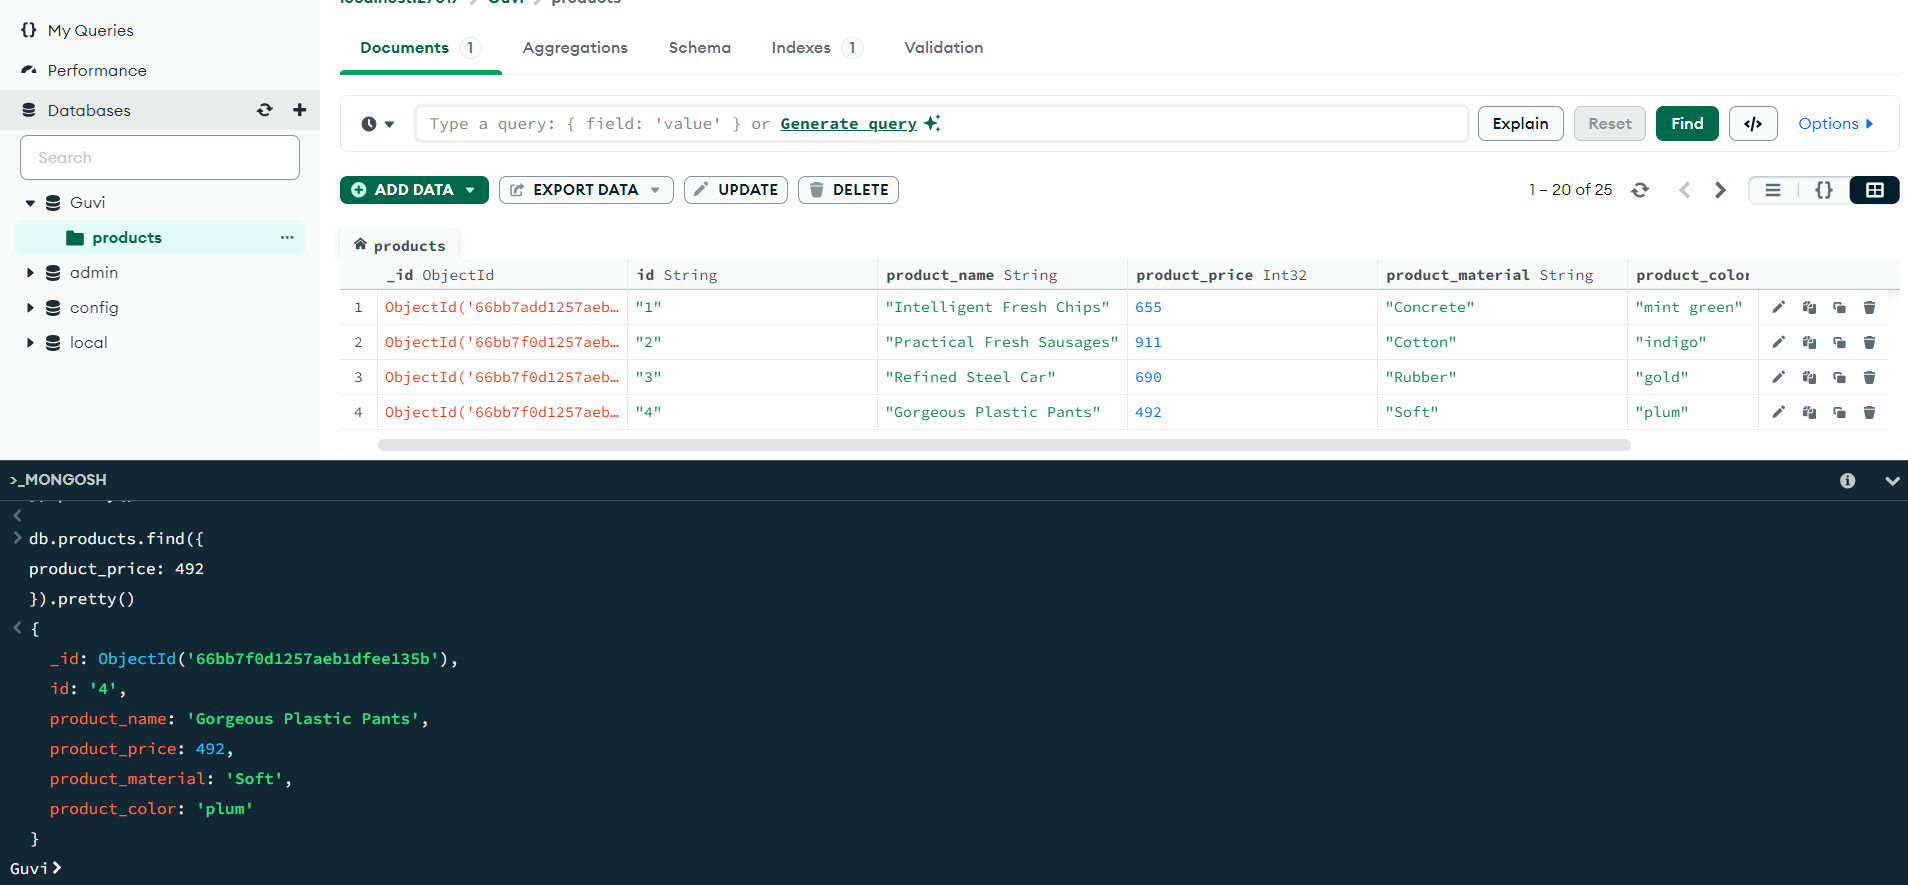 localhost:27017 > Guvi > products
{} My Queries
Performance
Databases
Search
Guvi
products
admin
config
local
Documents 1 Aggregations Schema Indexes 1 Validation
Type a query: { field: 'value' } or Generate query
Explain Reset Find </> Options
ADD DATA EXPORT DATA UPDATE DELETE
1 – 20 of 25 {}
products
_id ObjectId id String product_name String product_price Int32 product_material String product_color
1 ObjectId('66bb7add1257aeb… "1" "Intelligent Fresh Chips" 655 "Concrete" "mint green"
2 ObjectId('66bb7f0d1257aeb… "2" "Practical Fresh Sausages" 911 "Cotton" "indigo"
3 ObjectId('66bb7f0d1257aeb… "3" "Refined Steel Car" 690 "Rubber" "gold"
4 ObjectId('66bb7f0d1257aeb… "4" "Gorgeous Plastic Pants" 492 "Soft" "plum"
>_MONGOSH
<
> db.products.find({
product_price: 492
}).pretty()
< {
_id: ObjectId('66bb7f0d1257aeb1dfee135b'),
id: '4',
product_name: 'Gorgeous Plastic Pants',
product_price: 492,
product_material: 'Soft',
product_color: 'plum'
}
Guvi>